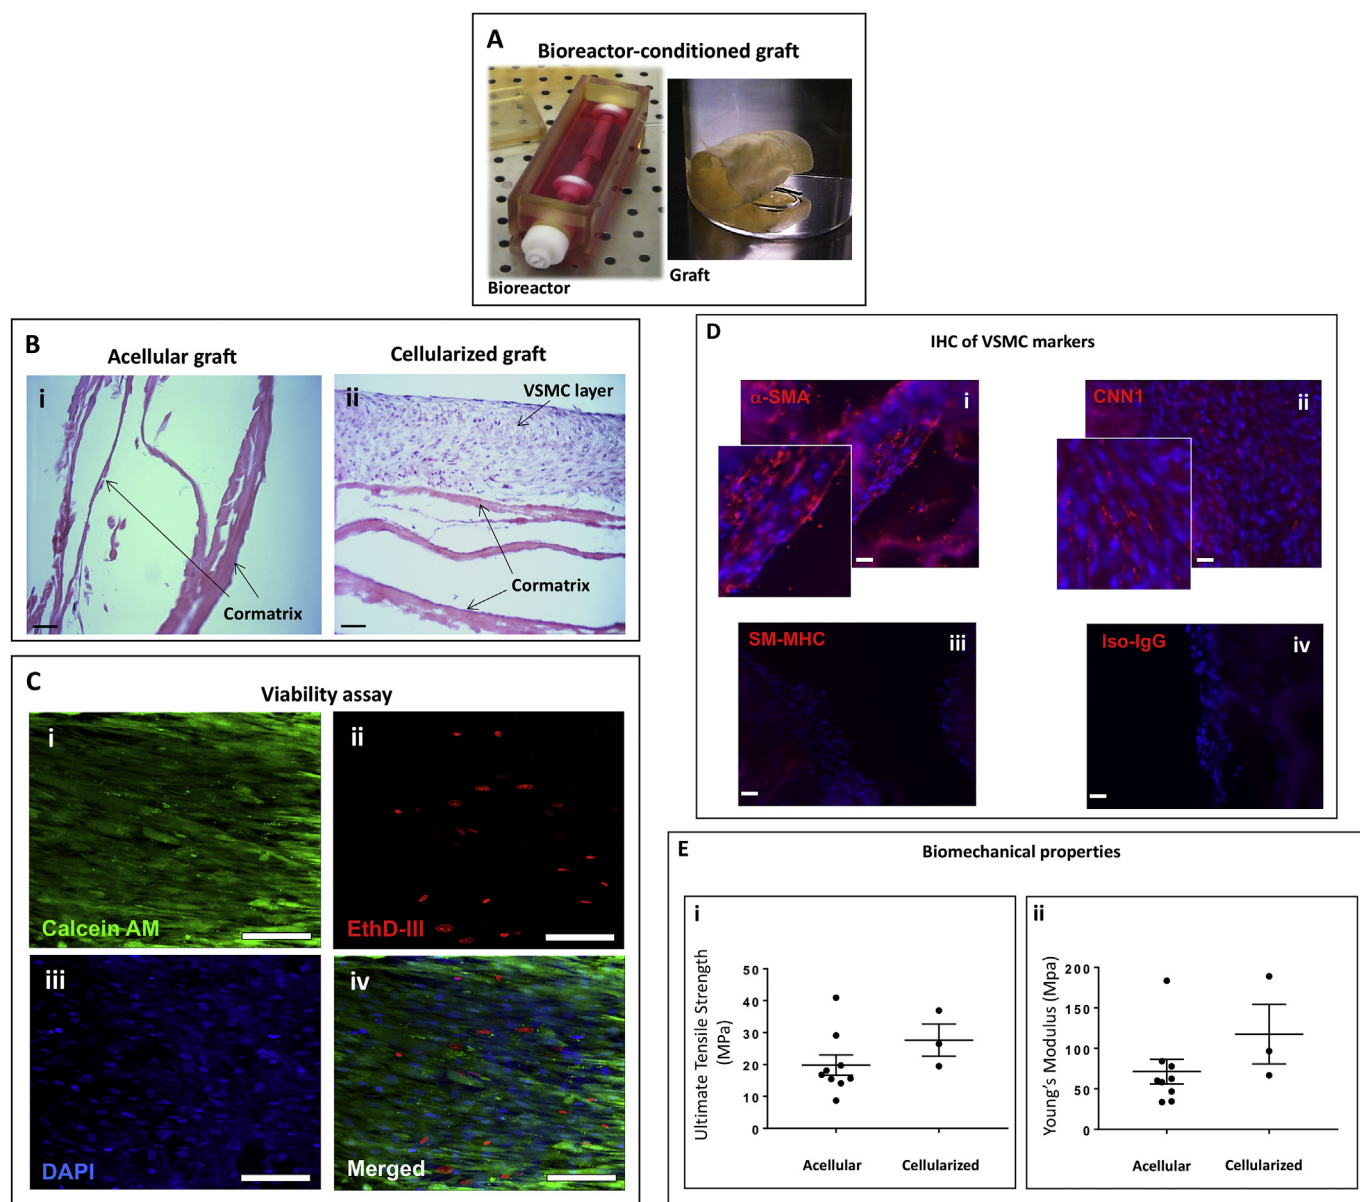 A
Bioreactor-conditioned graft
Bioreactor
Graft
B
Acellular graft
Cellularized graft
i
ii
VSMC layer
Cormatrix
Cormatrix
C
Viability assay
i
ii
Calcein AM
EthD-III
iii
iv
DAPI
Merged
D
IHC of VSMC markers
α-SMA
i
CNN1
ii
SM-MHC
iii
Iso-IgG
iv
E
Biomechanical properties
i
Ultimate Tensile Strength
(MPa)
50
40
30
20
10
0
Acellular
Cellularized
ii
Young's Modulus (Mpa)
200
150
100
50
0
Acellular
Cellularized